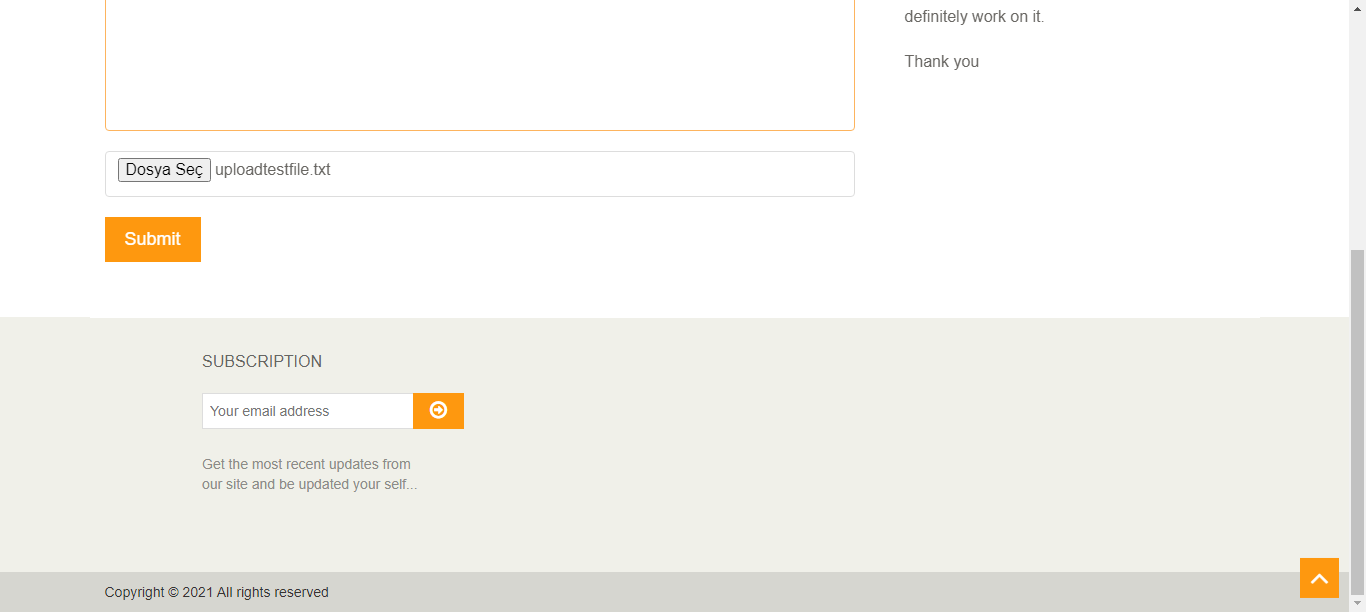 definitely work on it.
Thank you
Dosya Seç uploadtestfile.txt
Submit
SUBSCRIPTION
Your email address
Get the most recent updates from
our site and be updated your self...
Copyright © 2021 All rights reserved